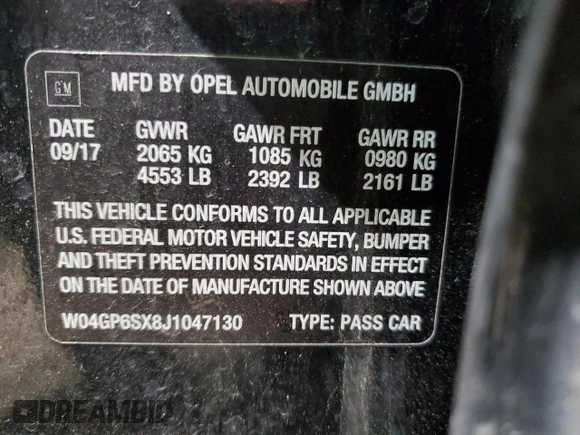 GM MFD BY OPEL AUTOMOBILE GMBH
DATE GVWR GAWR FRT GAWR RR
09/17 2065 KG 1085 KG 0980 KG
4553 LB 2392 LB 2161 LB
THIS VEHICLE CONFORMS TO ALL APPLICABLE
U.S. FEDERAL MOTOR VEHICLE SAFETY, BUMPER
AND THEFT PREVENTION STANDARDS IN EFFECT
ON THE DATE OF MANUFACTURE SHOWN ABOVE
W04GP6SX8J1047130 TYPE: PASS CAR
DREAMBID